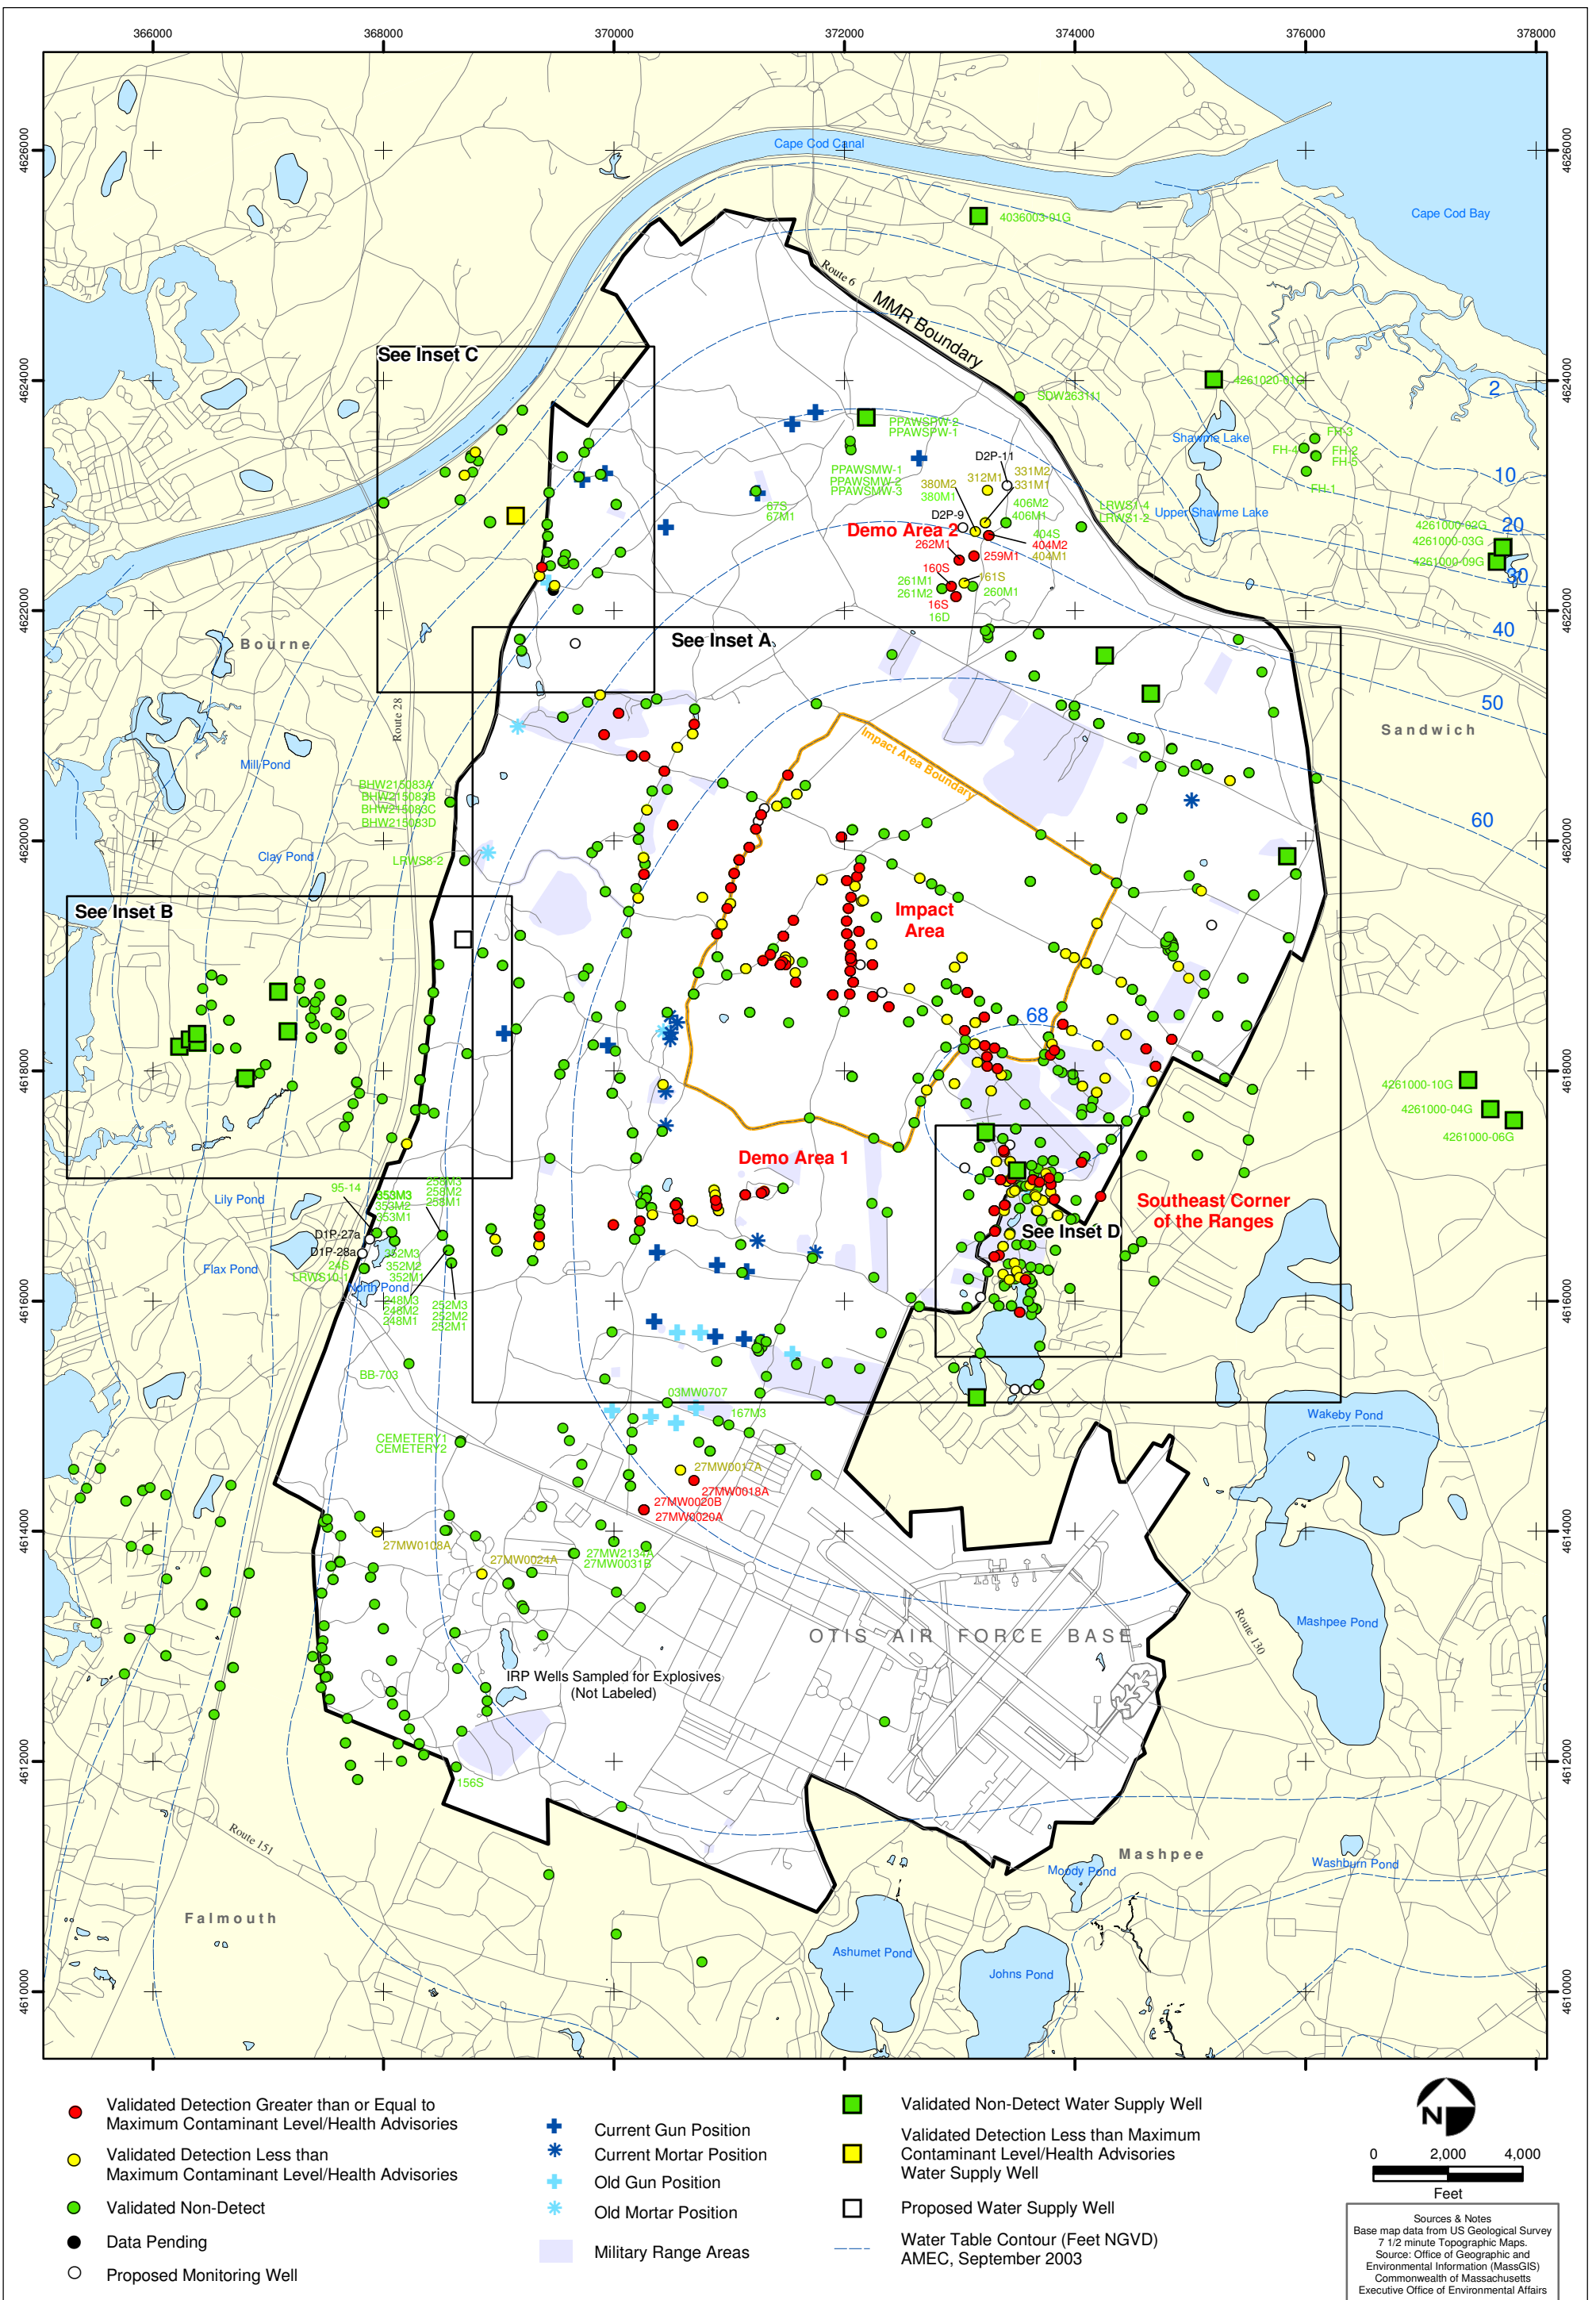 366000
368000
370000
372000
374000
376000
378000
4626000
4626000
Cape Cod Canal
Cape Cod Bay
4036003-01G
Route 6
MMR Boundary
See Inset C
4624000
4624000
4261020-01G
2
SDW263111
Shawme Lake
PPAWSPW-2
PPAWSPW-1
FH-3
FH-4
FH-2
FH-5
FH-1
D2P-11
10
PPAWSMW-1
PPAWSMW-2
PPAWSMW-3
380M2
380M1
312M1
331M2
331M1
67S
67M1
406M2
406M1
LRWS1-4
LRWS1-2
Upper Shawme Lake
D2P-9
Demo Area 2
404S
404M2
404M1
262M1
259M1
160S
161S
261M1
261M2
260M1
16S
16D
4261000-02G
20
4261000-03G
4261000-09G
30
4622000
4622000
40
See Inset A
Bourne
50
Sandwich
Route 28
Mill Pond
Impact Area Boundary
BHW215083A
BHW215083B
BHW215083C
BHW215083D
60
4620000
4620000
Clay Pond
LRWS8-2
See Inset B
Impact
Area
68
4618000
4618000
4261000-10G
4261000-04G
4261000-06G
Demo Area 1
95-14
Lily Pond
353M3
353M2
353M1
258M3
258M2
258M1
Southeast Corner
of the Ranges
D1P-27a
D1P-28a
24S
LRWS10-1
352M3
352M2
352M1
See Inset D
Flax Pond
North Pond
248M3
248M2
248M1
252M3
252M2
252M1
4616000
4616000
BB-703
03MW0707
167M3
CEMETERY1
CEMETERY2
Wakeby Pond
27MW0017A
27MW0018A
27MW0020B
27MW0020A
4614000
4614000
27MW0108A
27MW0024A
27MW2134A
27MW0031B
OTIS AIR FORCE BASE
Route 130
Mashpee Pond
IRP Wells Sampled for Explosives
(Not Labeled)
4612000
4612000
156S
Route 151
Mashpee
Moody Pond
Washburn Pond
Falmouth
Ashumet Pond
Johns Pond
4610000
4610000
Validated Detection Greater than or Equal to
Maximum Contaminant Level/Health Advisories
Validated Detection Less than
Maximum Contaminant Level/Health Advisories
Validated Non-Detect
Data Pending
Proposed Monitoring Well
Current Gun Position
Current Mortar Position
Old Gun Position
Old Mortar Position
Military Range Areas
Validated Non-Detect Water Supply Well
Validated Detection Less than Maximum
Contaminant Level/Health Advisories
Water Supply Well
Proposed Water Supply Well
Water Table Contour (Feet NGVD)
AMEC, September 2003
N
0 2,000 4,000
Feet
Sources & Notes
Base map data from US Geological Survey
7 1/2 minute Topographic Maps.
Source: Office of Geographic and
Environmental Information (MassGIS)
Commonwealth of Massachusetts
Executive Office of Environmental Affairs